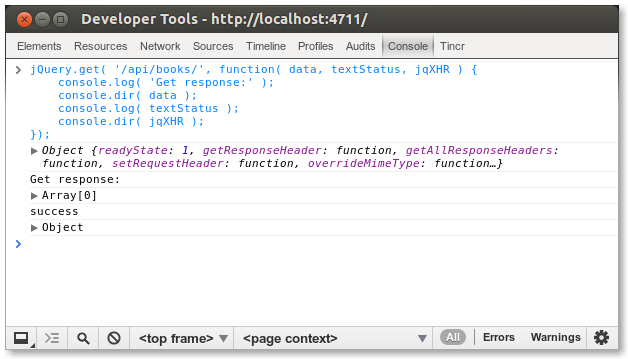 Developer Tools - http://localhost:4711/
Elements Resources Network Sources Timeline Profiles Audits Console Tincr
jQuery.get( '/api/books/', function( data, textStatus, jqXHR ) {
    console.log( 'Get response:' );
    console.dir( data );
    console.log( textStatus );
    console.dir( jqXHR );
});
Object {readyState: 1, getResponseHeader: function, getAllResponseHeaders:
function, setRequestHeader: function, overrideMimeType: function…}
Get response:
Array[0]
success
Object
<top frame> <page context> All Errors Warnings